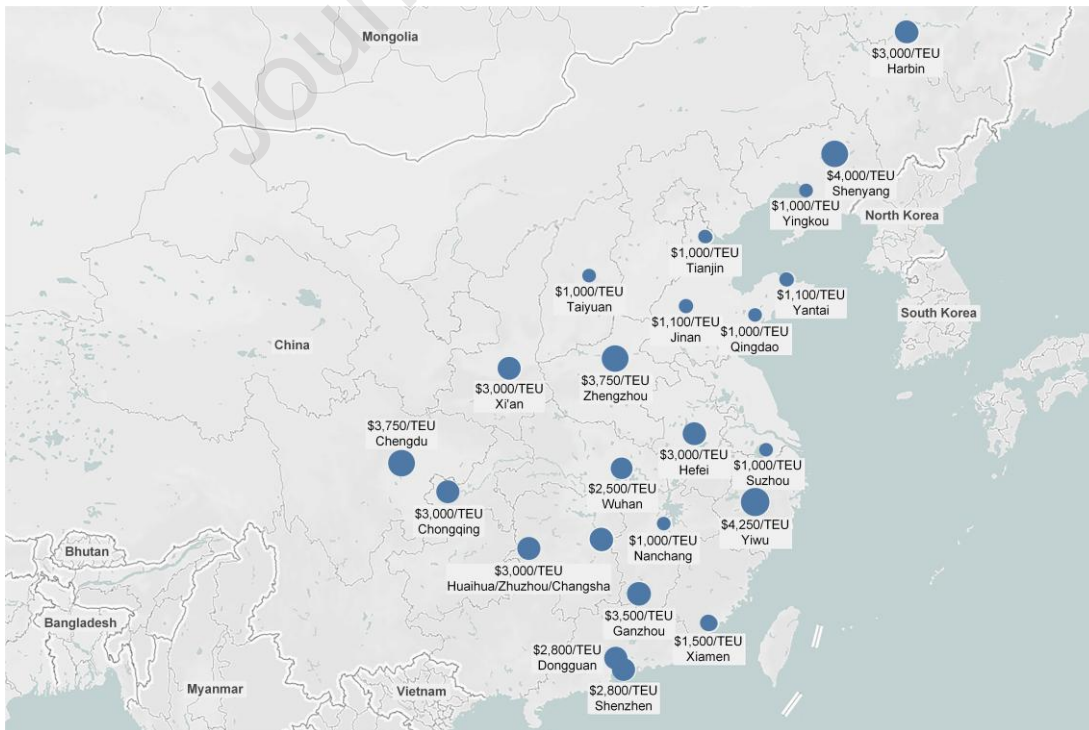 Jour
Mongolia
$3,000/TEU
Harbin
$4,000/TEU
Shenyang
$1,000/TEU
Yingkou
North Korea
$1,000/TEU
Tianjin
$1,000/TEU
Taiyuan
$1,100/TEU
Yantai
$1,100/TEU
Jinan
$1,000/TEU
Qingdao
South Korea
China
$3,000/TEU
Xi'an
$3,750/TEU
Zhengzhou
$3,750/TEU
Chengdu
$3,000/TEU
Hefei
$1,000/TEU
Suzhou
$3,000/TEU
Chongqing
$2,500/TEU
Wuhan
$4,250/TEU
Yiwu
$1,000/TEU
Nanchang
Bhutan
$3,000/TEU
Huaihua/Zhuzhou/Changsha
$3,500/TEU
Ganzhou
Bangladesh
$1,500/TEU
Xiamen
$2,800/TEU
Dongguan
Myanmar
Vietnam
$2,800/TEU
Shenzhen